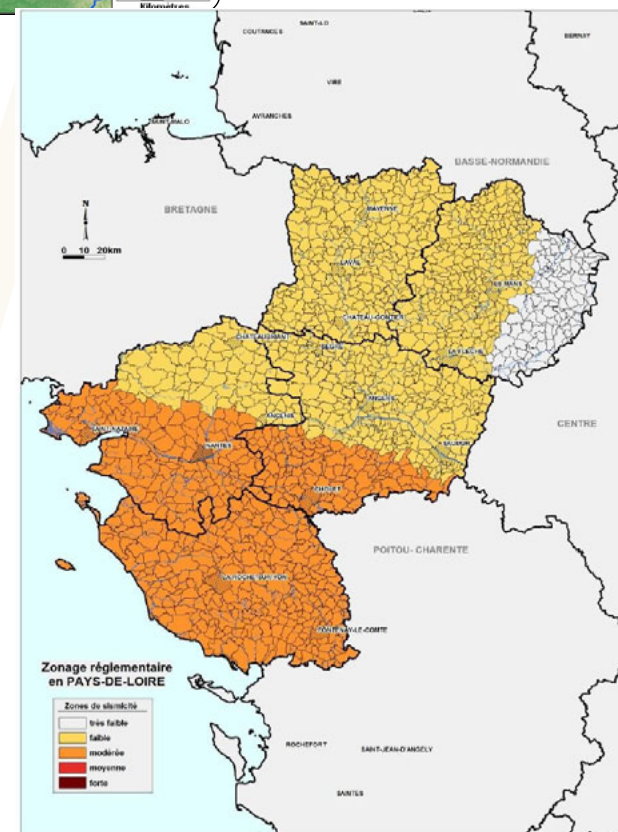 Kilomètres
SAINT-LO
COUTANCES
BERNAY
VIRE
AVRANCHES
SAINT-MALO
BASSE-NORMANDIE
BRETAGNE
MAYENNE
N
0 10 20km
LAVAL
LE MANS
CHATEAU-GONTIER
CHATEAUBRIANT
SEGRE
LA FLECHE
ANGERS
ANCENIS
CENTRE
SAINT-NAZAIRE
NANTES
SAUMUR
CHOLET
POITOU- CHARENTE
LA ROCHE-SUR-YON
FONTENAY-LE-COMTE
Zonage réglementaire
en PAYS-DE-LOIRE
Zones de sismicité
très faible
faible
modérée
moyenne
forte
ROCHEFORT
SAINT-JEAN-D'ANGELY
SAINTES